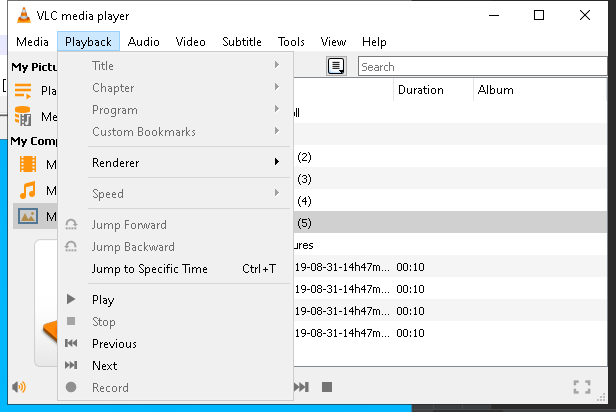 VLC media player
Media Playback Audio Video Subtitle Tools View Help
My Pictu
Search
Title
Chapter
Program
Custom Bookmarks
Renderer
Speed
Jump Forward
Jump Backward
Jump to Specific Time Ctrl+T
Play
Stop
Previous
Next
Record
Pla
Me
My Comp
M
M
M
Duration Album
oll
(2)
(3)
(4)
(5)
ures
19-08-31-14h47m... 00:10
19-08-31-14h47m... 00:10
19-08-31-14h47m... 00:10
19-08-31-14h47m... 00:10